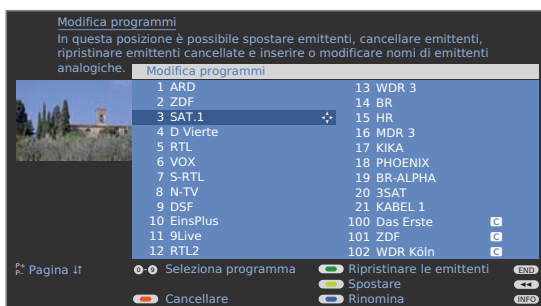 Modifica programmi
In questa posizione è possibile spostare emittenti, cancellare emittenti,
ripristinare emittenti cancellate e inserire o modificare nomi di emittenti
analogiche.
Modifica programmi
1 ARD
2 ZDF
3 SAT.1
4 D Vierte
5 RTL
6 VOX
7 S-RTL
8 N-TV
9 DSF
10 EinsPlus
11 9Live
12 RTL2
13 WDR 3
14 BR
15 HR
16 MDR 3
17 KIKA
18 PHOENIX
19 BR-ALPHA
20 3SAT
21 KABEL 1
100 Das Erste C
101 ZDF C
102 WDR Köln C
P+
P- Pagina
0-9 Seleziona programma
Cancellare
Ripristinare le emittenti END
Spostare
Rinomina INFO